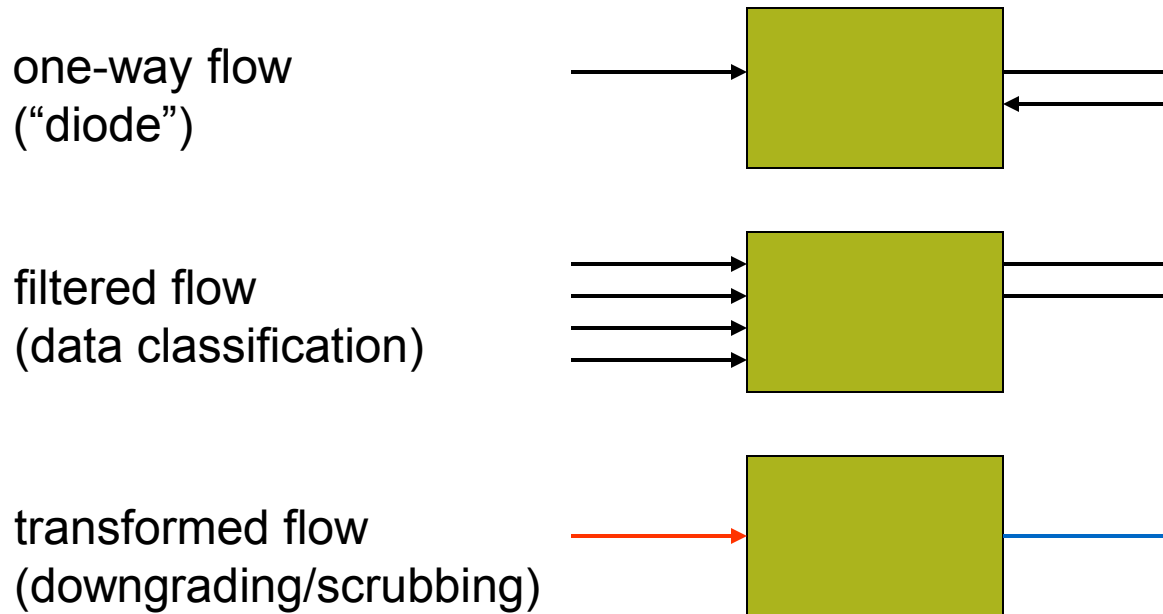 one-way flow
(“diode”)
filtered flow
(data classification)
transformed flow
(downgrading/scrubbing)